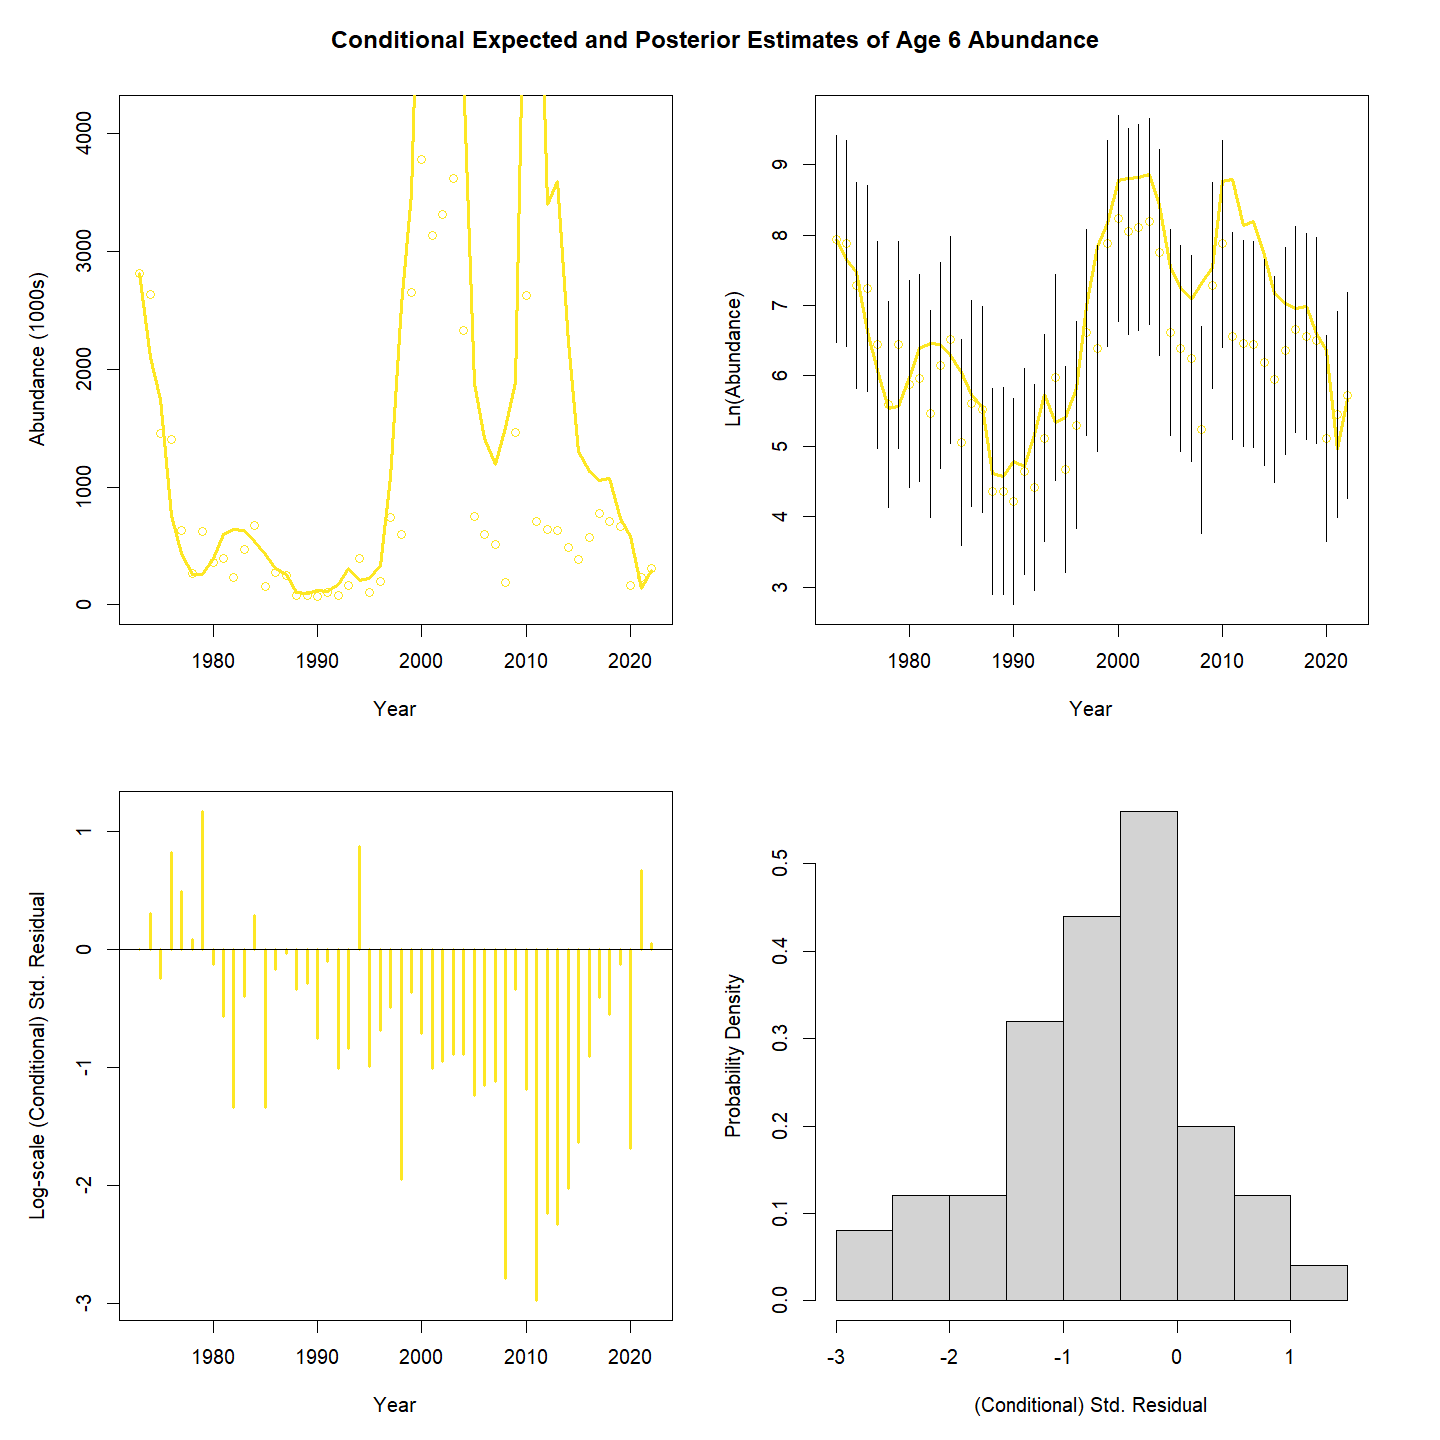 Conditional Expected and Posterior Estimates of Age 6 Abundance
Abundance (1000s)
4000
3000
2000
1000
0
1980 1990 2000 2010 2020
Year
Ln(Abundance)
9
8
7
6
5
4
3
1980 1990 2000 2010 2020
Year
Log-scale (Conditional) Std. Residual
1
0
-1
-2
-3
1980 1990 2000 2010 2020
Year
Probability Density
0.5
0.4
0.3
0.2
0.1
0.0
-3 -2 -1 0 1
(Conditional) Std. Residual